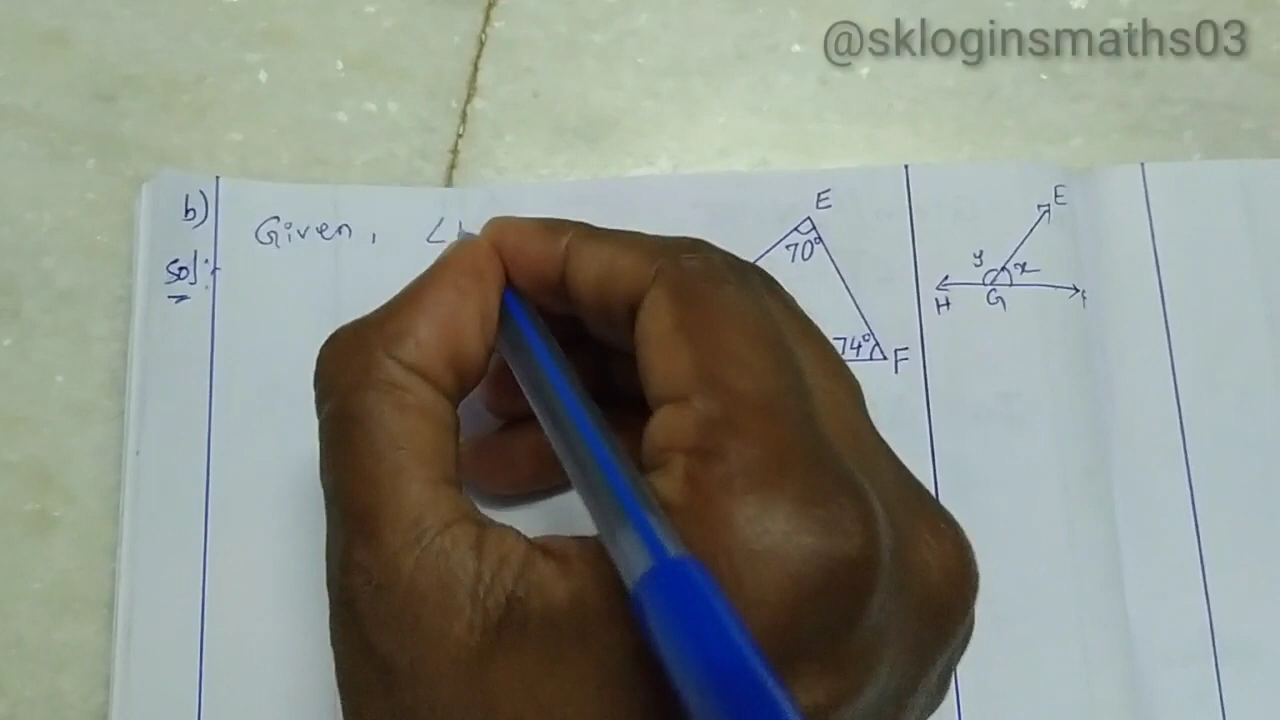 @skloginsmaths03
b)
Given, ∠
Sol:-
E
70°
74°
F
E
y
x
H
G